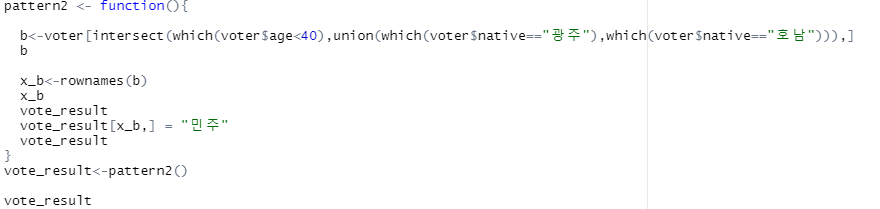 pattern2 <- function(){
b<-voter[intersect(which(voter$age<40),union(which(voter$native=="광주"),which(voter$native=="호남"))),]
b
x_b<-rownames(b)
x_b
vote_result
vote_result[x_b,] = "민주"
vote_result
}
vote_result<-pattern2()
vote_result